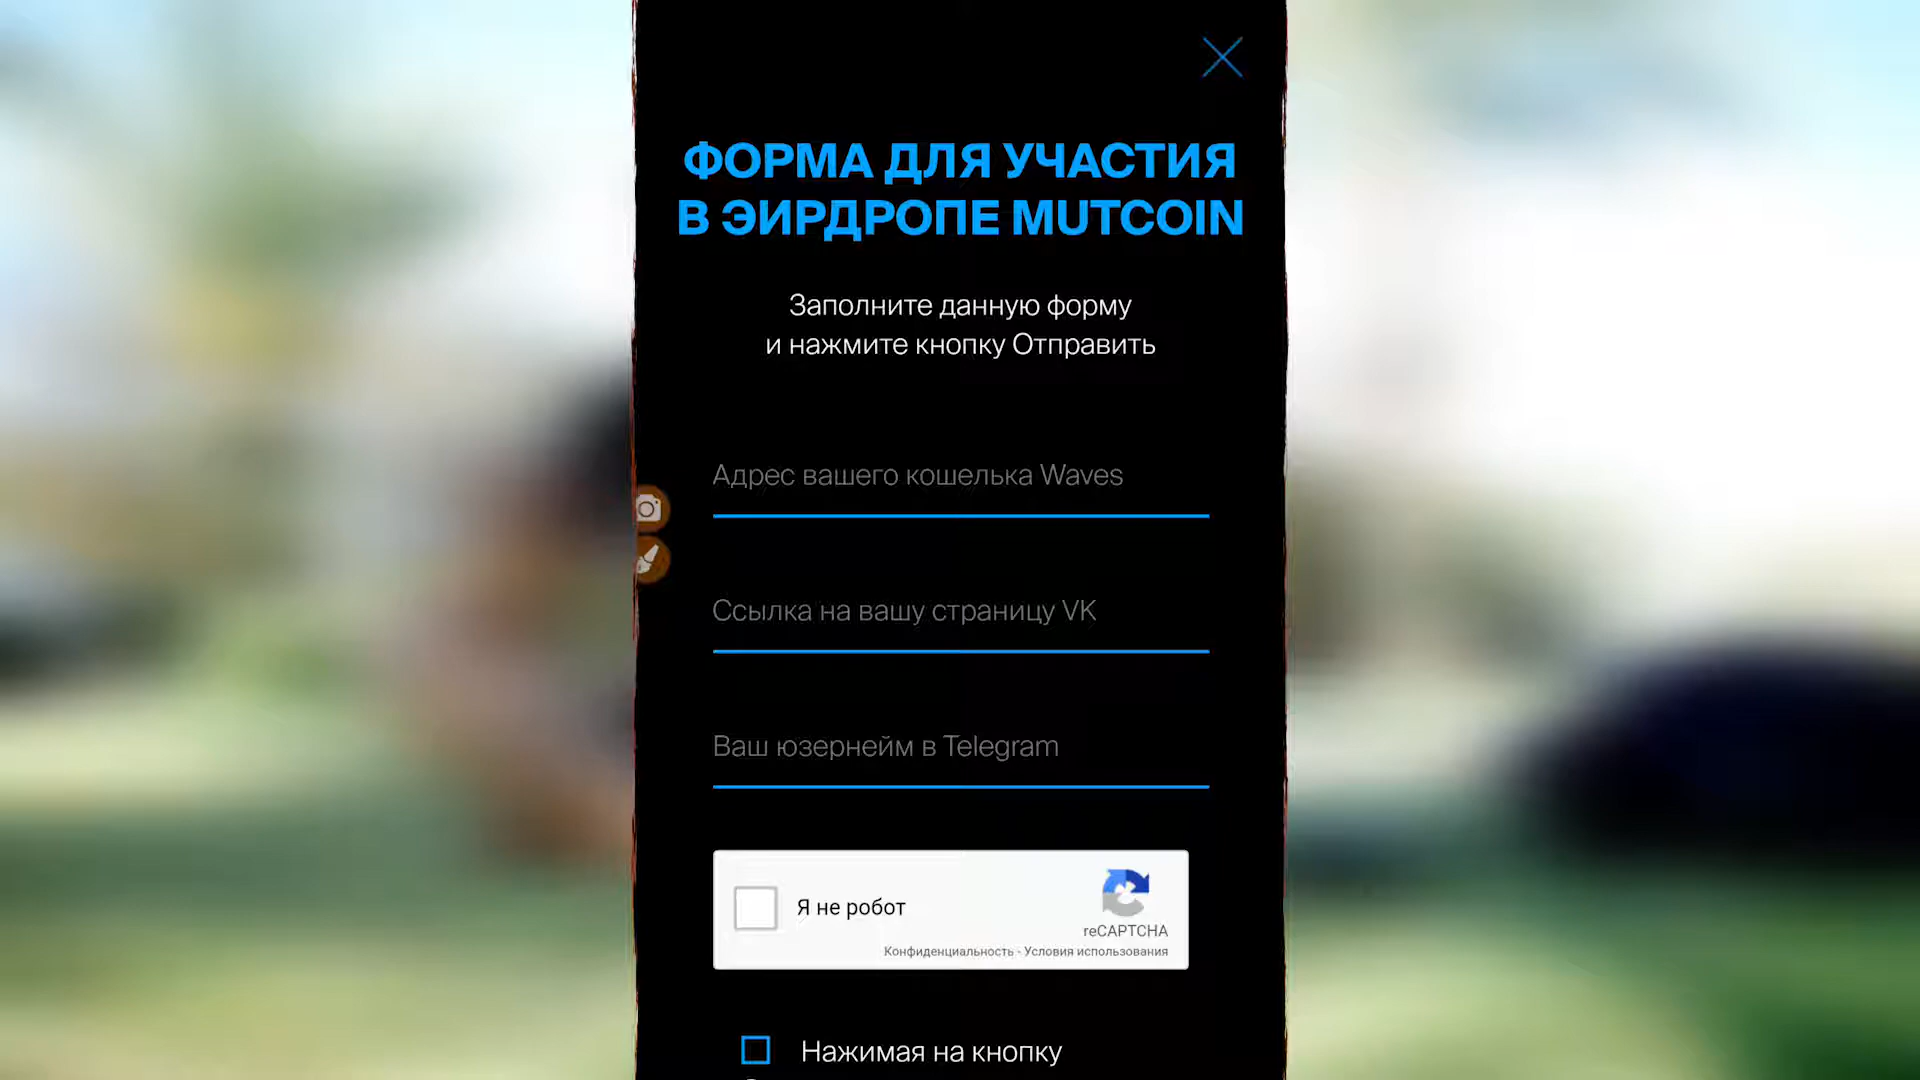 ФОРМА ДЛЯ УЧАСТИЯ
В ЭИРДРОПЕ MUTCOIN
Заполните данную форму
и нажмите кнопку Отправить
Адрес вашего кошелька Waves
Ссылка на вашу страницу VK
Ваш юзернейм в Telegram
Я не робот
reCAPTCHA
Конфиденциальность - Условия использования
Нажимая на кнопку